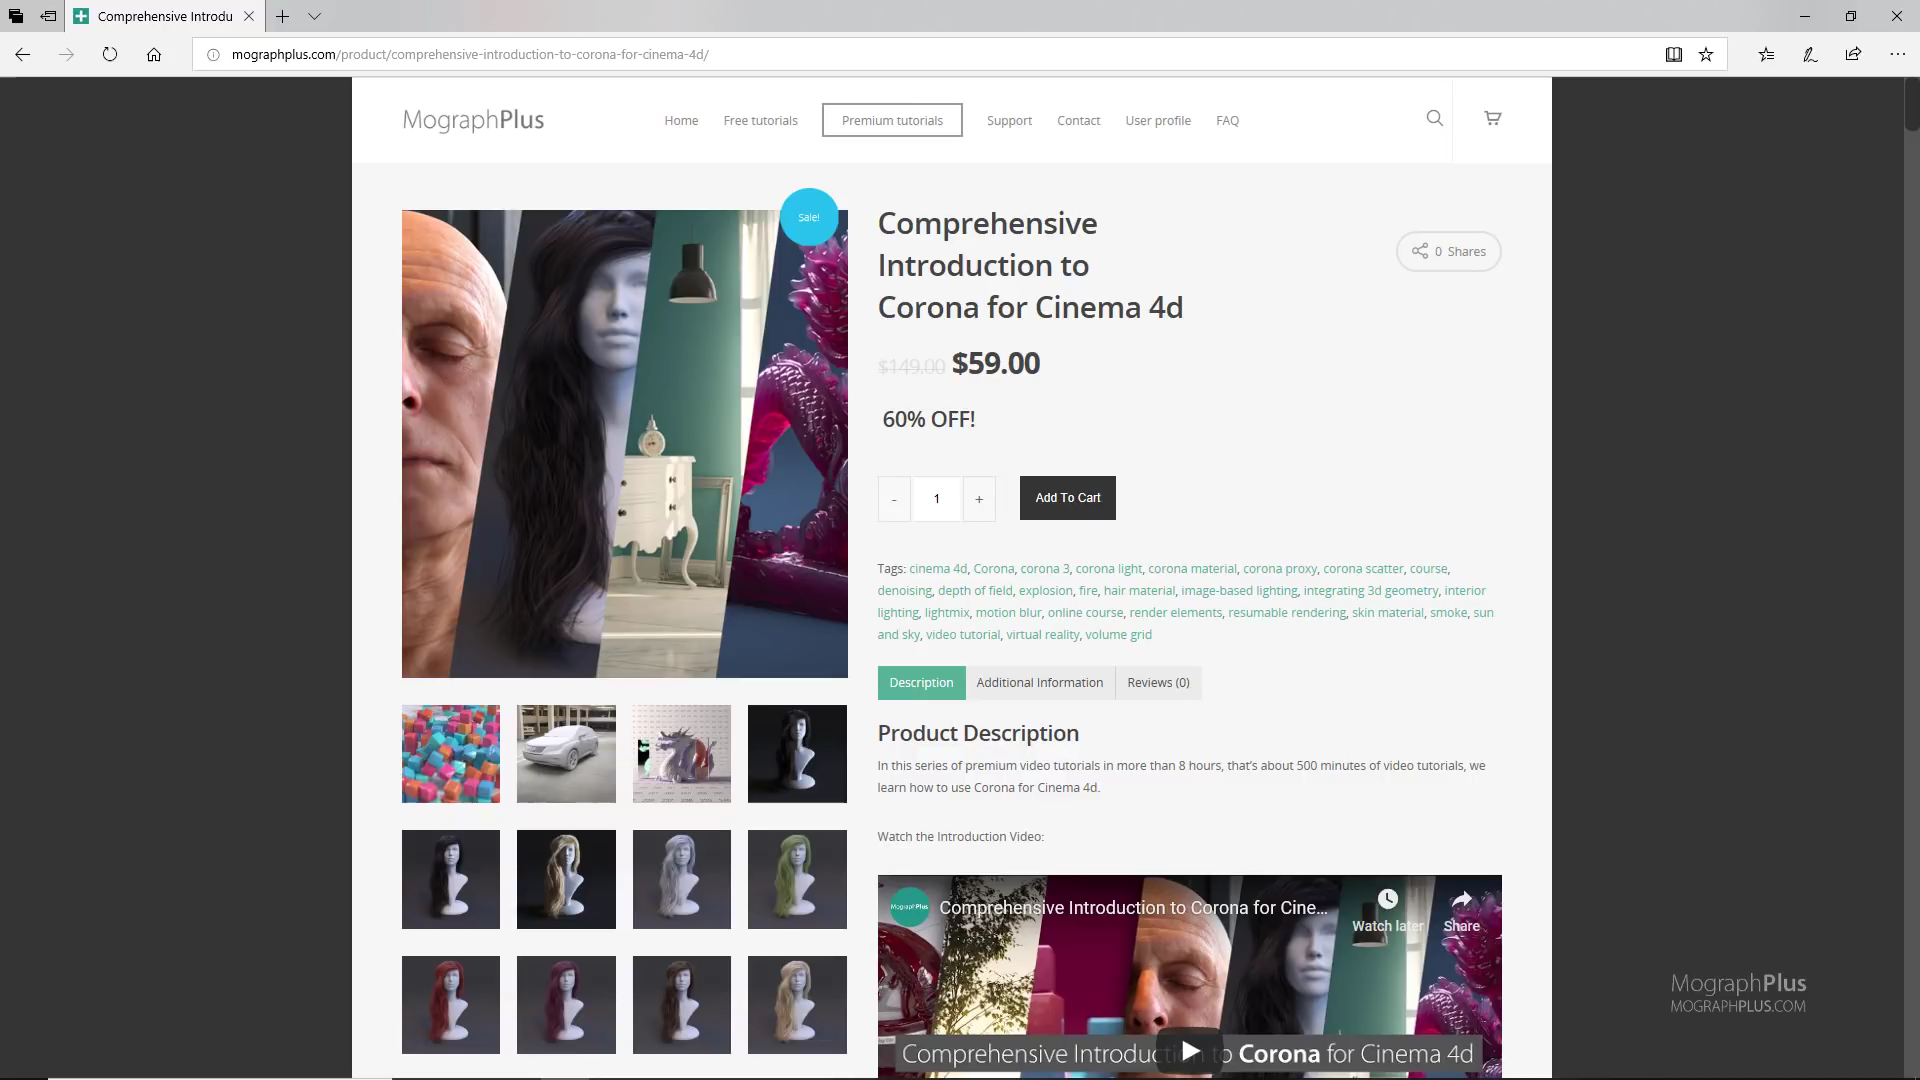 Comprehensive Introdu
mographplus.com/product/comprehensive-introduction-to-corona-for-cinema-4d/
MographPlus
Home
Free tutorials
Premium tutorials
Support
Contact
User profile
FAQ
Sale!
Comprehensive
Introduction to
Corona for Cinema 4d
0 Shares
$149.00 $59.00
60% OFF!
- 1 +
Add To Cart
Tags: cinema 4d, Corona, corona 3, corona light, corona material, corona proxy, corona scatter, course,
denoising, depth of field, explosion, fire, hair material, image-based lighting, integrating 3d geometry, interior
lighting, lightmix, motion blur, online course, render elements, resumable rendering, skin material, smoke, sun
and sky, video tutorial, virtual reality, volume grid
Description
Additional Information
Reviews (0)
Product Description
In this series of premium video tutorials in more than 8 hours, that's about 500 minutes of video tutorials, we
learn how to use Corona for Cinema 4d.
Watch the Introduction Video:
MographPlus
Comprehensive Introduction to Corona for Cine...
Watch later
Share
Comprehensive Introduc to Corona for Cinema 4d
MographPlus
MOGRAPHPLUS.COM